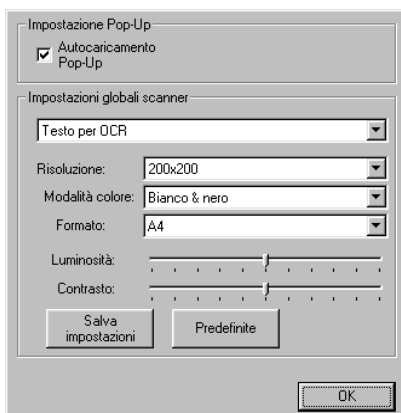 Impostazione Pop-Up
Autocaricamento
Pop-Up
Impostazioni globali scanner
Testo per OCR
Risoluzione: 200x200
Modalità colore: Bianco & nero
Formato: A4
Luminosità:
Contrasto:
Salva
impostazioni
Predefinite
OK